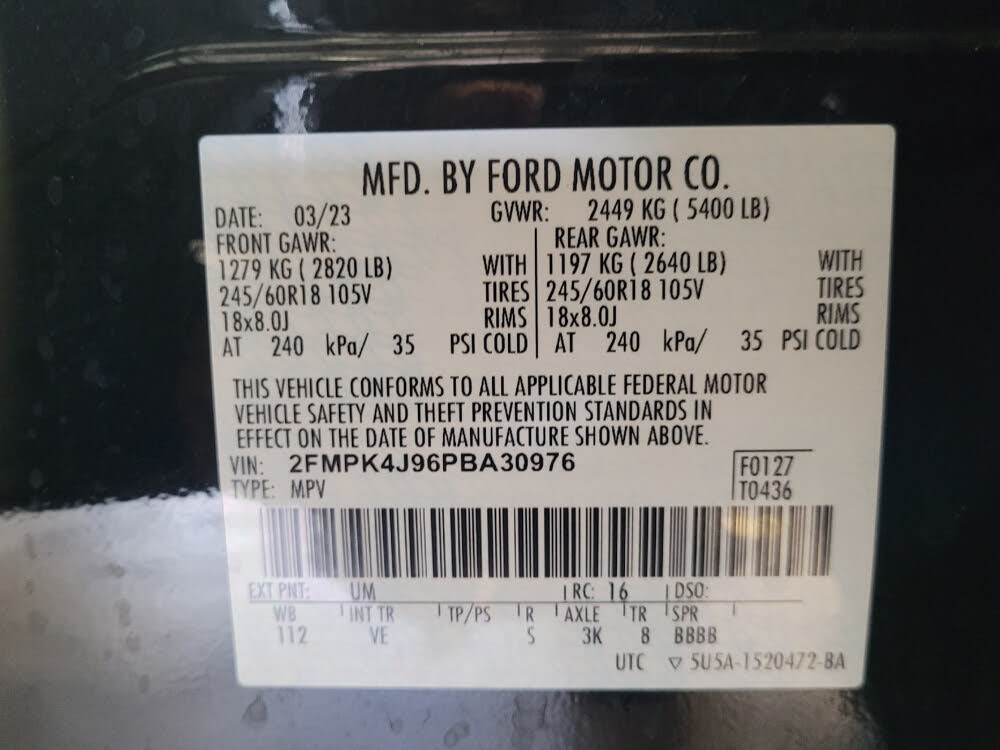 MFD. BY FORD MOTOR CO.
DATE: 03/23 GVWR: 2449 KG ( 5400 LB)
FRONT GAWR: REAR GAWR:
1279 KG ( 2820 LB) WITH 1197 KG ( 2640 LB) WITH
245/60R18 105V TIRES 245/60R18 105V TIRES
18x8.0J RIMS 18x8.0J RIMS
AT 240 kPa/ 35 PSI COLD AT 240 kPa/ 35 PSI COLD
THIS VEHICLE CONFORMS TO ALL APPLICABLE FEDERAL MOTOR
VEHICLE SAFETY AND THEFT PREVENTION STANDARDS IN
EFFECT ON THE DATE OF MANUFACTURE SHOWN ABOVE.
VIN: 2FMPK4J96PBA30976 F0127
TYPE: MPV T0436
EXT PNT: UM RC: 16 DSO:
WB INT TR TP/PS R AXLE TR SPR
112 VE S 3K 8 BBBB
UTC ▽ 5U5A-1520472-BA